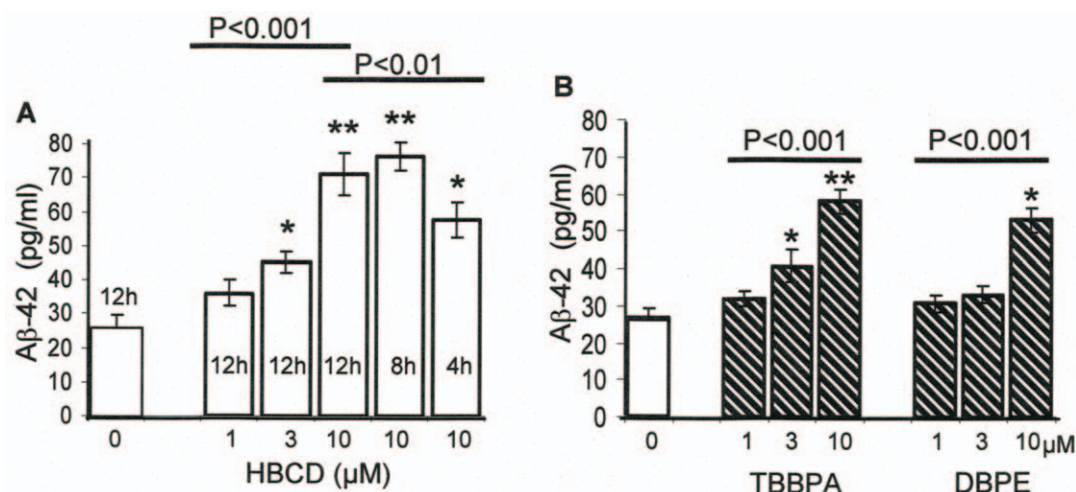 P<0.001
P<0.01
A
80
70
60
50
40
30
20
10
0
Aβ-42 (pg/ml)
** ** * *
12h
12h 12h 12h 8h 4h
0 1 3 10 10 10
HBCD (µM)
B
P<0.001 P<0.001
80
70
60
50
40
30
20
10
0
Aβ-42 (pg/ml)
** * *
0 1 3 10 1 3 10 µM
TBBPA DBPE